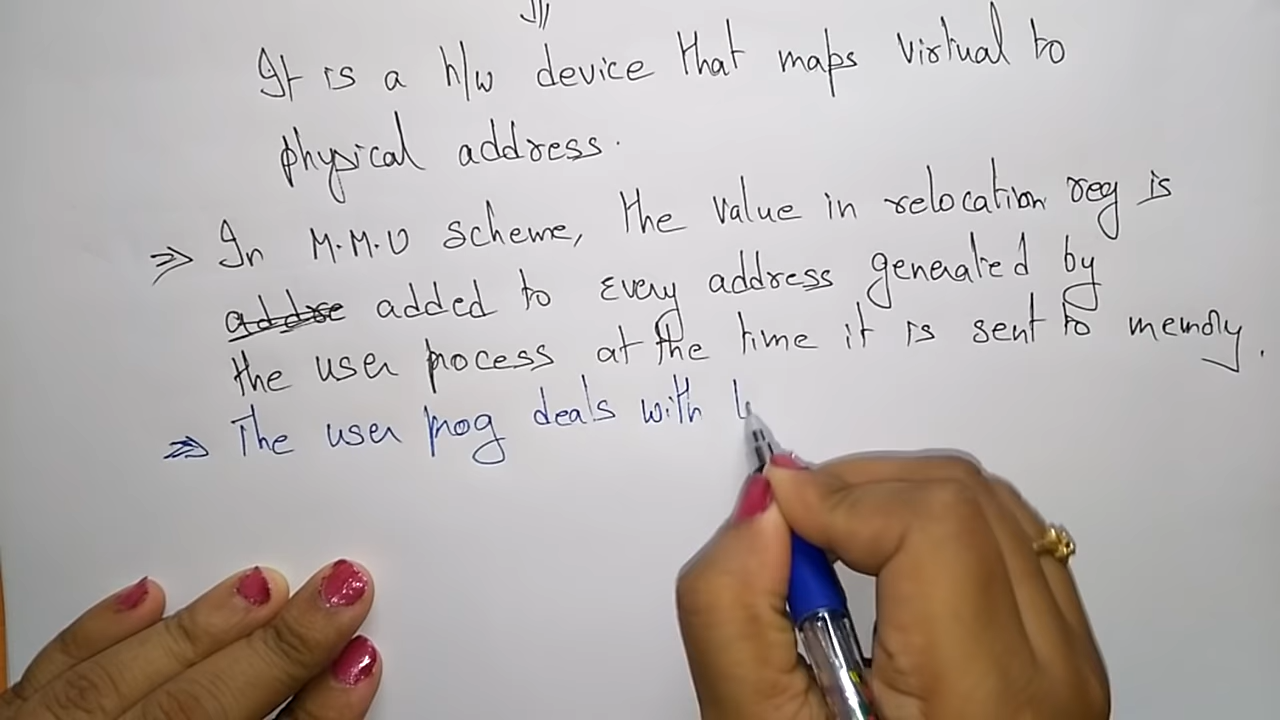 It is a h/w device that maps virtual to
physical address.
⇒ In M.M.U scheme, the value in relocation reg is
added to every address generated by
the user process at the time it is sent to memory.
⇒ The user prog deals with